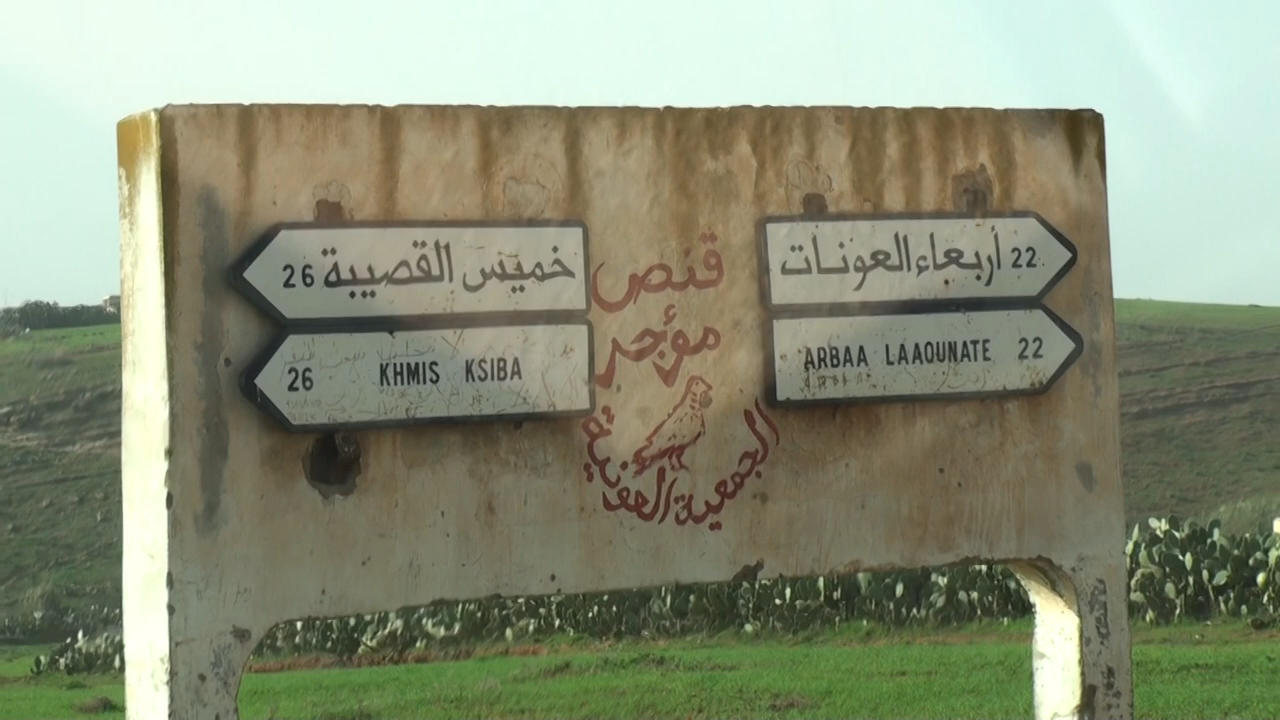 خميس القصيبة 26
26 KHMIS KSIBA
قنص
مؤجر
الجمعية
أربعاء العونات 22
ARBAA LAAOUNATE 22